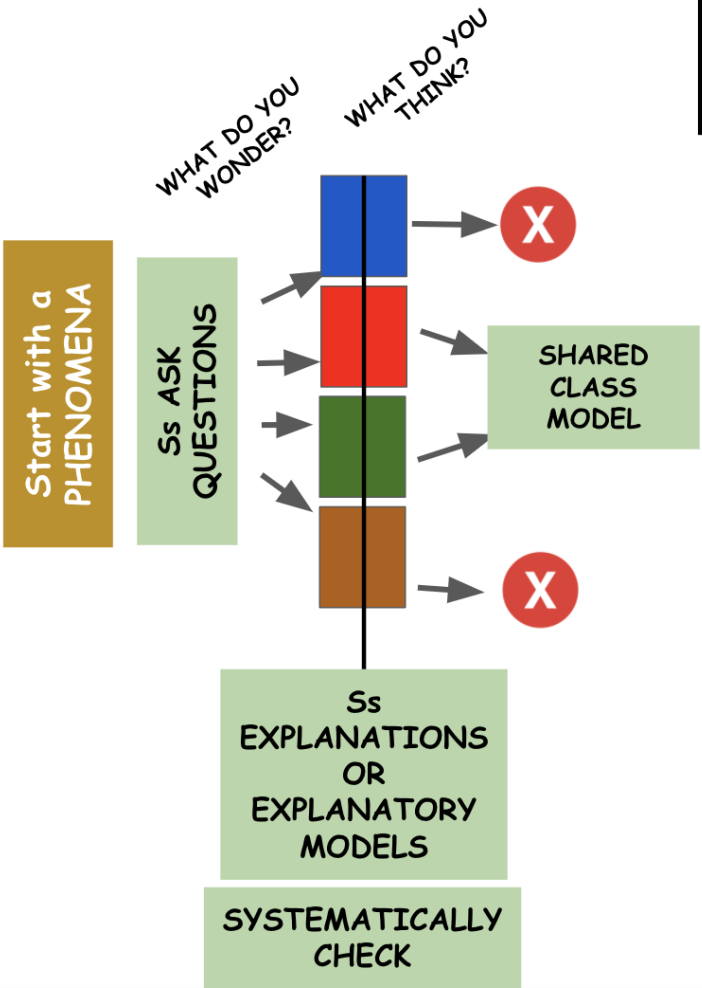 WHAT DO YOU
WONDER?
WHAT DO YOU
THINK?
Start with a
PHENOMENA
Ss ASK
QUESTIONS
X
SHARED
CLASS
MODEL
X
Ss
EXPLANATIONS
OR
EXPLANATORY
MODELS
SYSTEMATICALLY
CHECK